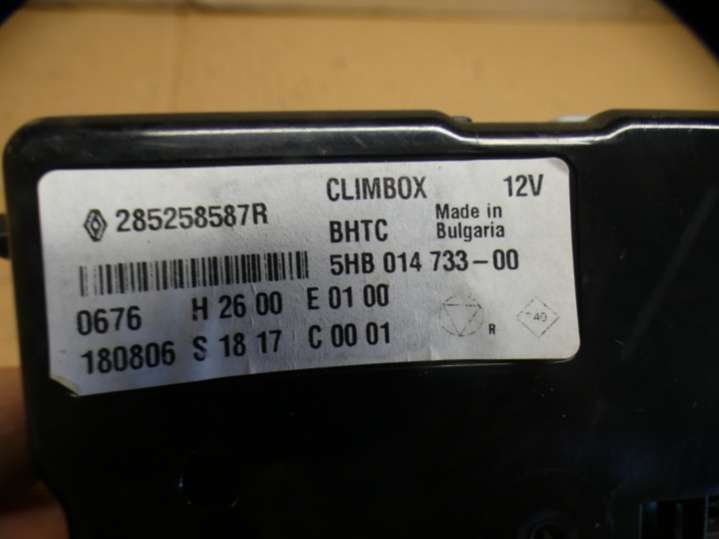 285258587R CLIMBOX 12V
BHTC Made in Bulgaria
5HB 014 733-00
0676 H 26 00 E 01 00
180806 S 18 17 C 00 01
R